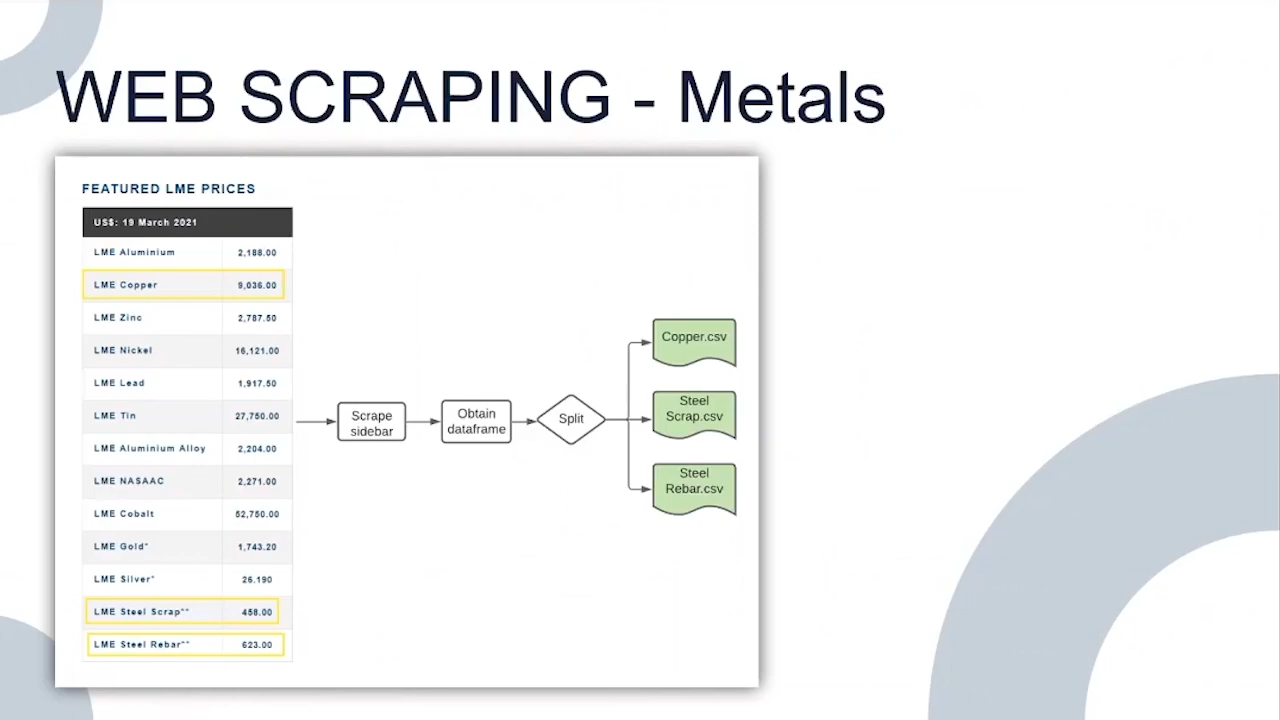 WEB SCRAPING - Metals
FEATURED LME PRICES
US$: 19 March 2021
LME Aluminium 2,188.00
LME Copper 9,036.00
LME Zinc 2,787.50
LME Nickel 16,121.00
LME Lead 1,917.50
LME Tin 27,750.00
LME Aluminium Alloy 2,204.00
LME NASAAC 2,271.00
LME Cobalt 52,750.00
LME Gold* 1,743.20
LME Silver* 26.190
LME Steel Scrap** 458.00
LME Steel Rebar** 623.00
Scrape
sidebar
Obtain
dataframe
Split
Copper.csv
Steel
Scrap.csv
Steel
Rebar.csv